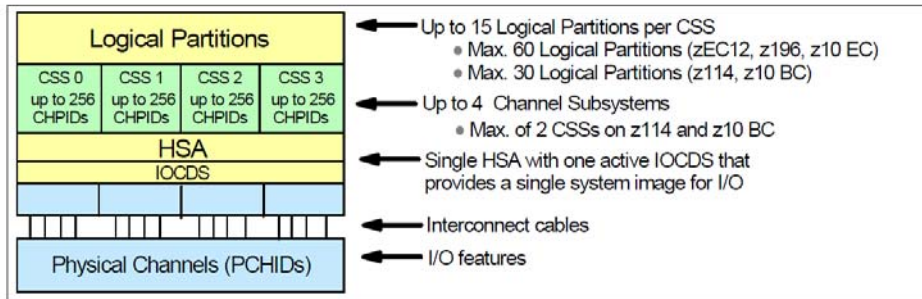 Logical Partitions
CSS 0
up to 256
CHPIDs
CSS 1
up to 256
CHPIDs
CSS 2
up to 256
CHPIDs
CSS 3
up to 256
CHPIDs
HSA
IOCDS
Physical Channels (PCHIDs)
Up to 15 Logical Partitions per CSS
● Max. 60 Logical Partitions (zEC12, z196, z10 EC)
● Max. 30 Logical Partitions (z114, z10 BC)
Up to 4 Channel Subsystems
● Max. of 2 CSSs on z114 and z10 BC
Single HSA with one active IOCDS that
provides a single system image for I/O
Interconnect cables
I/O features